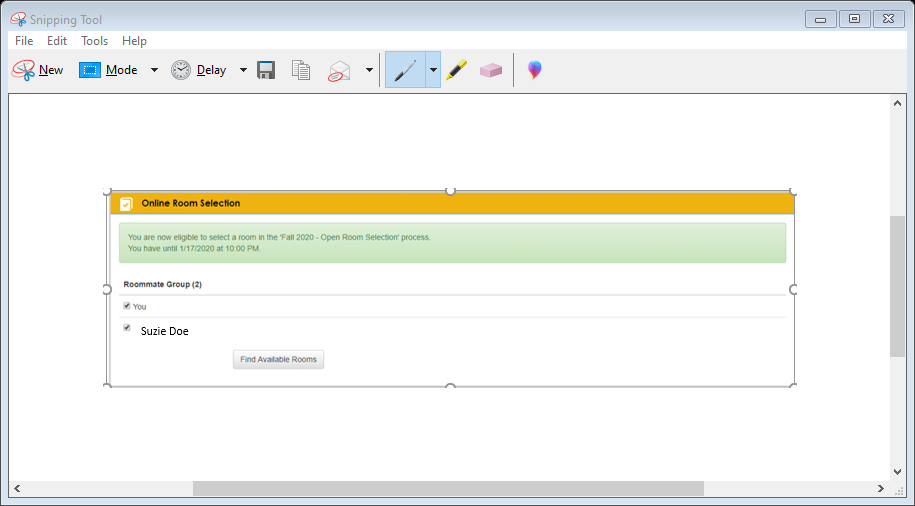 Snipping Tool
File Edit Tools Help
New Mode Delay
Online Room Selection
You are now eligible to select a room in the 'Fall 2020 - Open Room Selection' process.
You have until 1/17/2020 at 10:00 PM.
Roommate Group (2)
You
Suzie Doe
Find Available Rooms